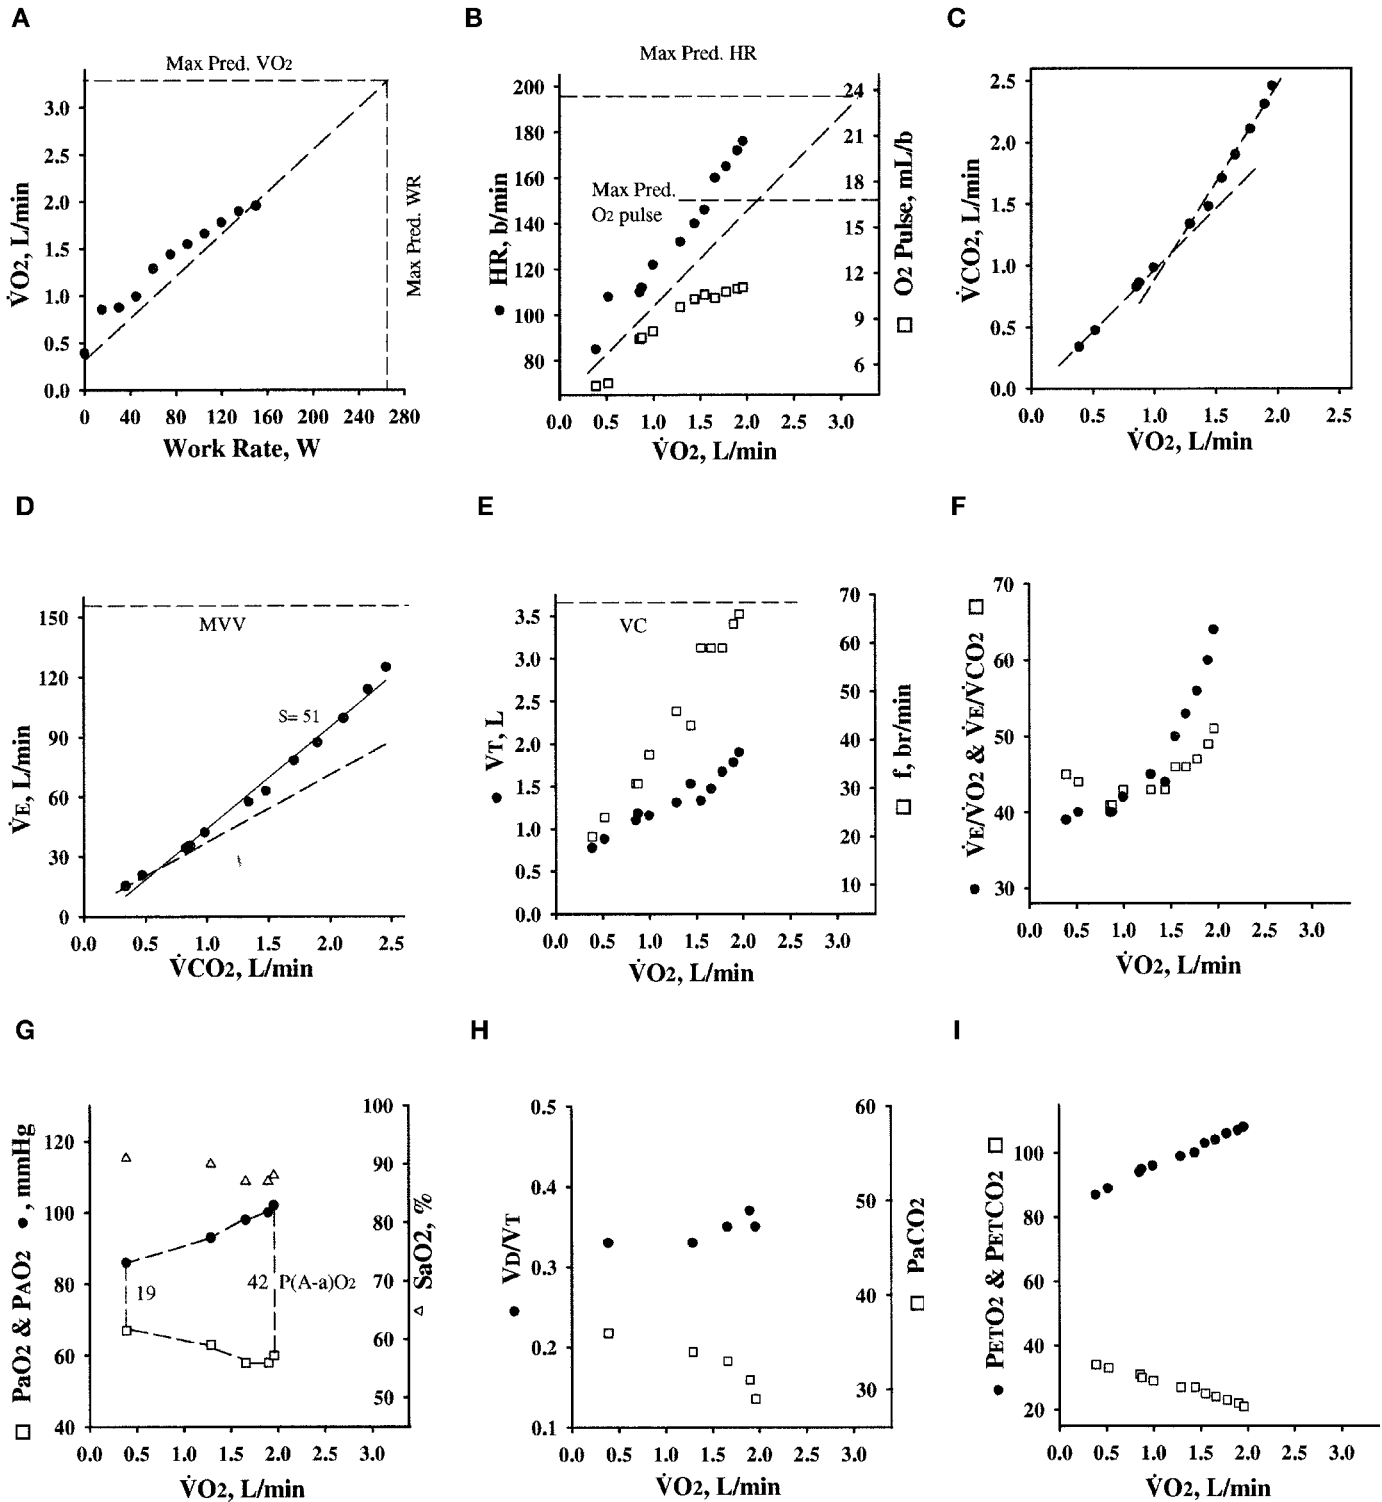 A
Max Pred. VO2
3.0
2.5
2.0
1.5
1.0
0.5
0.0
V̇O2, L/min
Max Pred. WR
0 40 80 120 160 200 240 280
Work Rate, W
B
Max Pred. HR
200
180
160
140
120
100
80
● HR, b/min
Max Pred.
O2 pulse
24
21
18
15
12
9
6
□ O2 Pulse, mL/b
0.0 0.5 1.0 1.5 2.0 2.5 3.0
V̇O2, L/min
C
2.5
2.0
1.5
1.0
0.5
0.0
V̇CO2, L/min
0.0 0.5 1.0 1.5 2.0 2.5
V̇O2, L/min
D
150
120
90
60
30
0
V̇E, L/min
MVV
S= 51
0.0 0.5 1.0 1.5 2.0 2.5
V̇CO2, L/min
E
3.5
3.0
2.5
2.0
1.5
1.0
0.5
0.0
● VT, L
VC
70
60
50
40
30
20
10
□ f, br/min
0.0 0.5 1.0 1.5 2.0 2.5 3.0
V̇O2, L/min
F
70
60
50
40
30
● V̇E/V̇O2 & V̇E/V̇CO2 □
0.0 0.5 1.0 1.5 2.0 3.0
V̇O2, L/min
G
120
100
80
60
40
□ PaO2 & PAO2 ●, mmHg
19
42 P(A-a)O2
100
90
80
70
60
50
△ SaO2, %
0.0 0.5 1.0 1.5 2.0 3.0
V̇O2, L/min
H
0.5
0.4
0.3
0.2
0.1
● VD/VT
60
50
40
30
□ PaCO2
0.0 0.5 1.0 1.5 2.0 3.0
V̇O2, L/min
I
100
80
60
40
20
● PETO2 & PETCO2 □
0.0 0.5 1.0 1.5 2.0 3.0
V̇O2, L/min